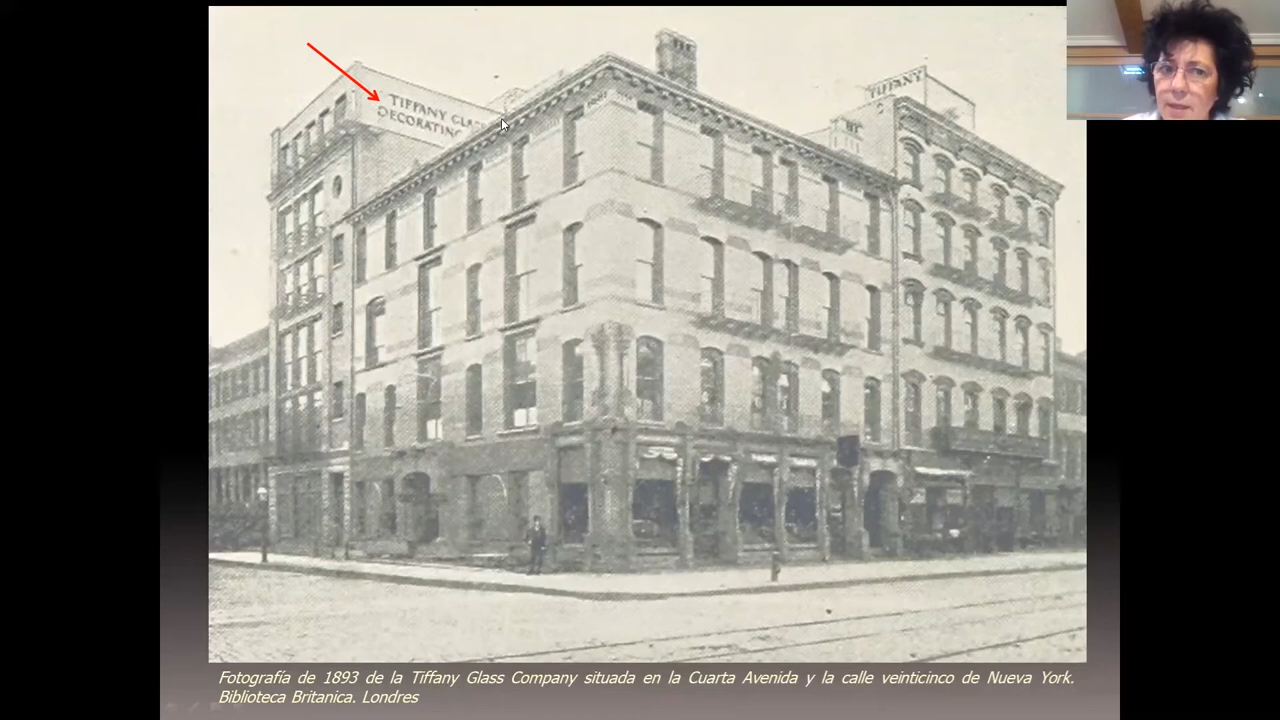 TIFFANY GLASS
DECORATING
TIFFANY
Fotografía de 1893 de la Tiffany Glass Company situada en la Cuarta Avenida y la calle veinticinco de Nueva York.
Biblioteca Britanica. Londres